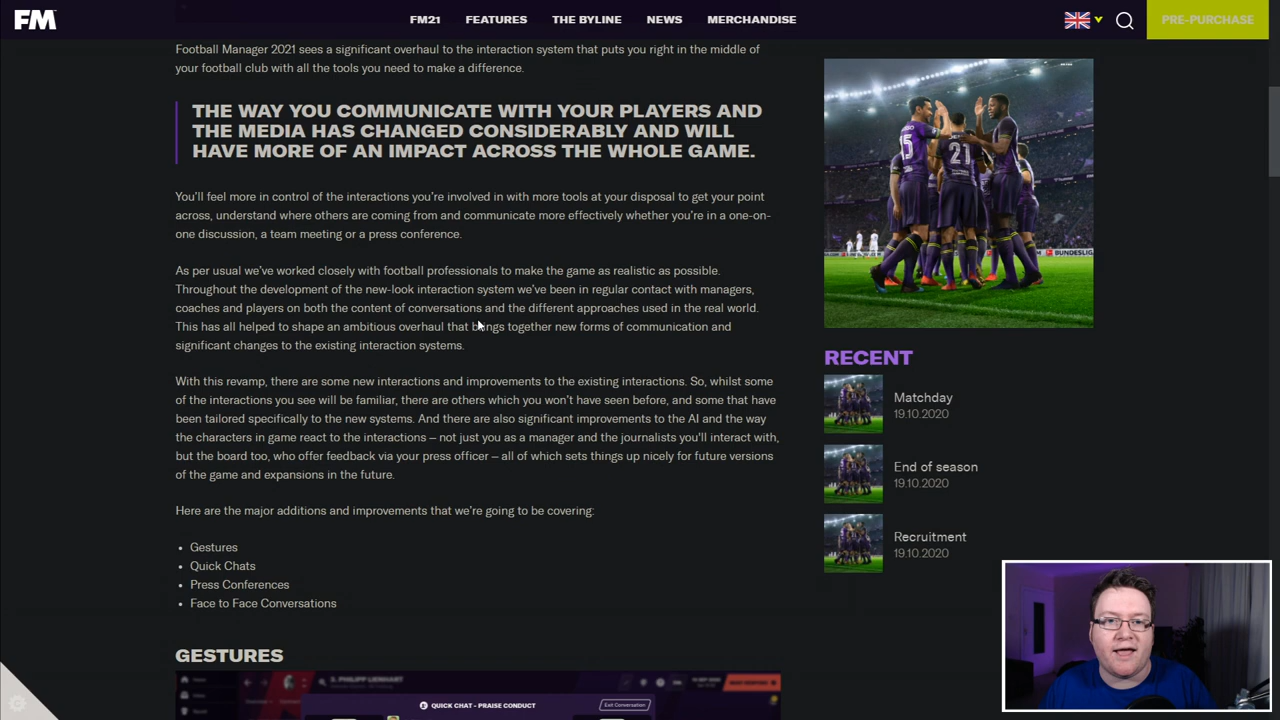 FM
FM21
FEATURES
THE BYLINE
NEWS
MERCHANDISE
PRE-PURCHASE
Football Manager 2021 sees a significant overhaul to the interaction system that puts you right in the middle of
your football club with all the tools you need to make a difference.
THE WAY YOU COMMUNICATE WITH YOUR PLAYERS AND
THE MEDIA HAS CHANGED CONSIDERABLY AND WILL
HAVE MORE OF AN IMPACT ACROSS THE WHOLE GAME.
You'll feel more in control of the interactions you're involved in with more tools at your disposal to get your point
across, understand where others are coming from and communicate more effectively whether you're in a one-on-
one discussion, a team meeting or a press conference.
As per usual we've worked closely with football professionals to make the game as realistic as possible.
Throughout the development of the new-look interaction system we've been in regular contact with managers,
coaches and players on both the content of conversations and the different approaches used in the real world.
This has all helped to shape an ambitious overhaul that brings together new forms of communication and
significant changes to the existing interaction systems.
With this revamp, there are some new interactions and improvements to the existing interactions. So, whilst some
of the interactions you see will be familiar, there are others which you won't have seen before, and some that have
been tailored specifically to the new systems. And there are also significant improvements to the AI and the way
the characters in game react to the interactions – not just you as a manager and the journalists you'll interact with,
but the board too, who offer feedback via your press officer – all of which sets things up nicely for future versions
of the game and expansions in the future.
Here are the major additions and improvements that we're going to be covering:
• Gestures
• Quick Chats
• Press Conferences
• Face to Face Conversations
GESTURES
QUICK CHAT - PRAISE CONDUCT
Exit Conversation
15
21
BUNDESLIGA
RECENT
Matchday
19.10.2020
End of season
19.10.2020
Recruitment
19.10.2020